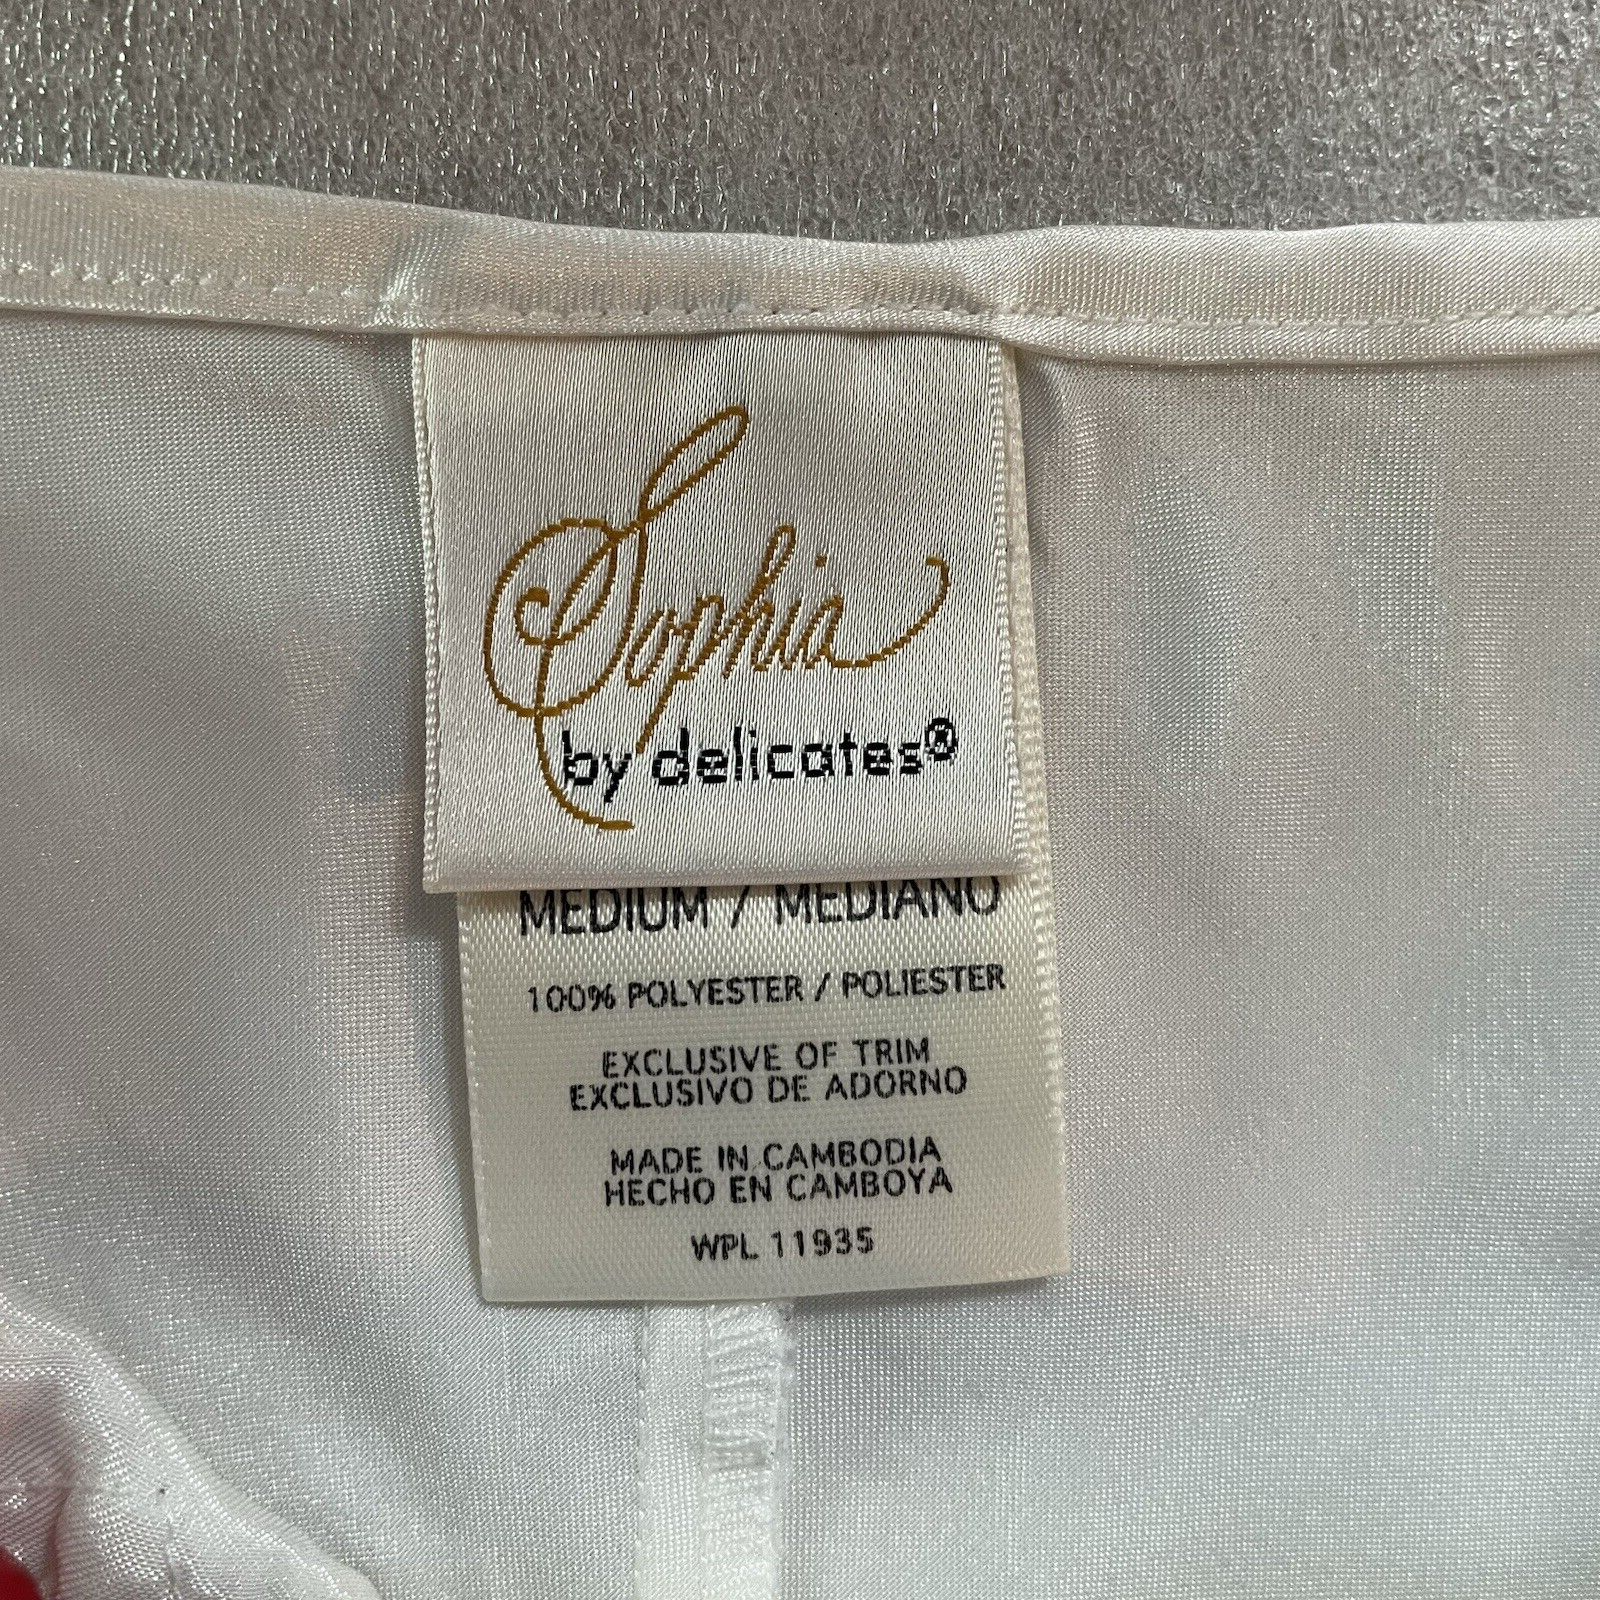 Sophia
by delicates®
MEDIUM / MEDIANO
100% POLYESTER / POLIESTER
EXCLUSIVE OF TRIM
EXCLUSIVO DE ADORNO
MADE IN CAMBODIA
HECHO EN CAMBOYA
WPL 11935